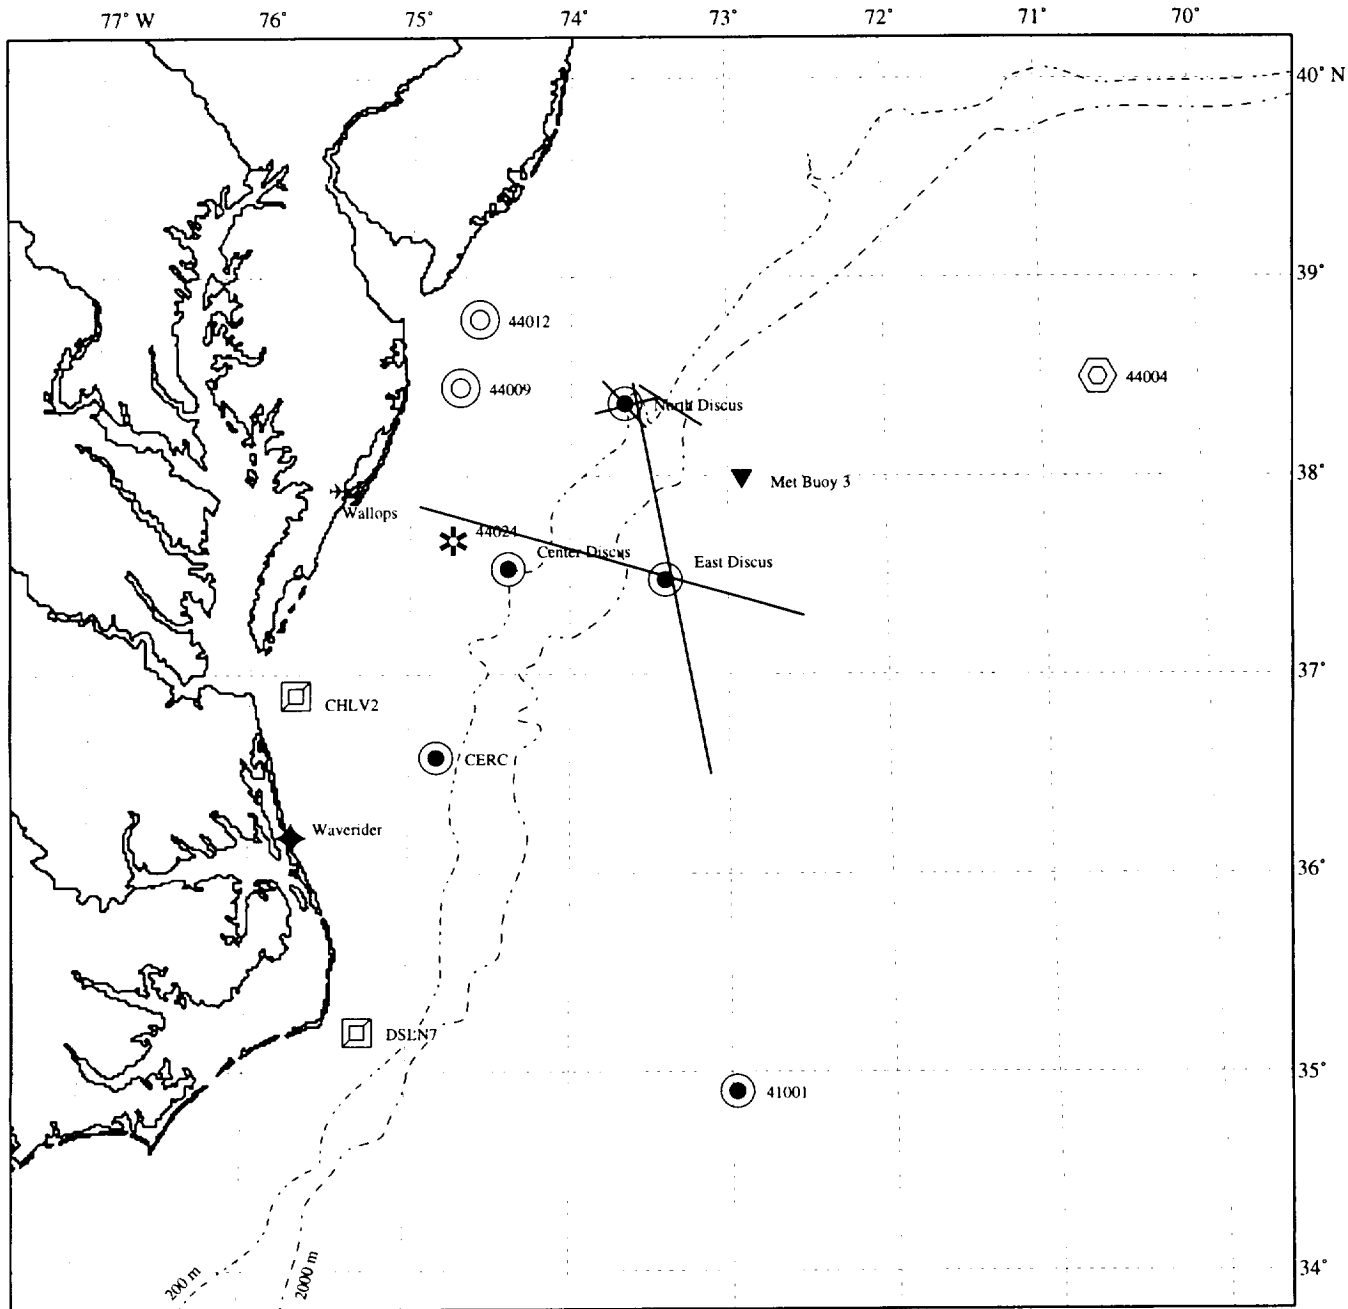 77° W 76° 75° 74° 73° 72° 71° 70°
40° N
39°
44012
44004
44009
North Discus
38°
Met Buoy 3
Wallops
44024
Center Discus
East Discus
37°
CHLV2
CERC
Waverider
36°
DSLN7
35°
41001
34°
200 m
2000 m